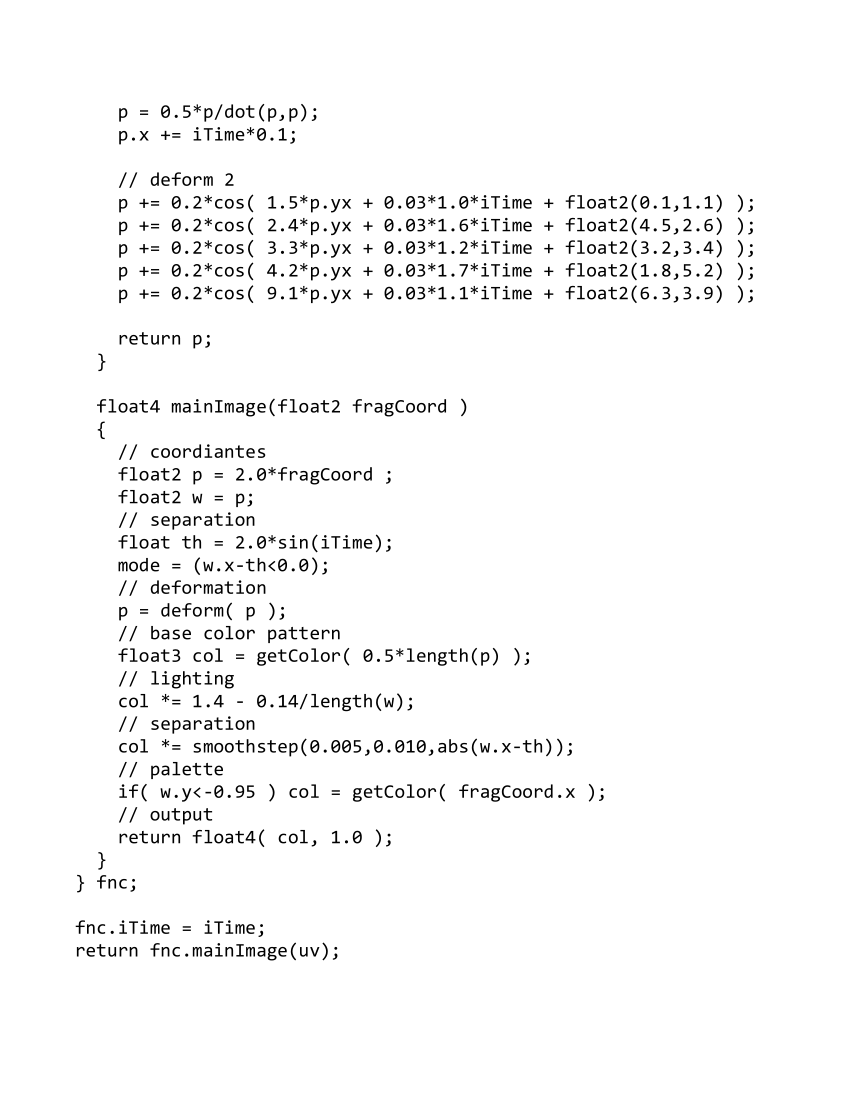 p = 0.5*p/dot(p,p);
p.x += iTime*0.1;
// deform 2
p += 0.2*cos( 1.5*p.yx + 0.03*1.0*iTime + float2(0.1,1.1) );
p += 0.2*cos( 2.4*p.yx + 0.03*1.6*iTime + float2(4.5,2.6) );
p += 0.2*cos( 3.3*p.yx + 0.03*1.2*iTime + float2(3.2,3.4) );
p += 0.2*cos( 4.2*p.yx + 0.03*1.7*iTime + float2(1.8,5.2) );
p += 0.2*cos( 9.1*p.yx + 0.03*1.1*iTime + float2(6.3,3.9) );
return p;
}
float4 mainImage(float2 fragCoord )
{
// coordiantes
float2 p = 2.0*fragCoord ;
float2 w = p;
// separation
float th = 2.0*sin(iTime);
mode = (w.x-th<0.0);
// deformation
p = deform( p );
// base color pattern
float3 col = getColor( 0.5*length(p) );
// lighting
col *= 1.4 - 0.14/length(w);
// separation
col *= smoothstep(0.005,0.010,abs(w.x-th));
// palette
if( w.y<-0.95 ) col = getColor( fragCoord.x );
// output
return float4( col, 1.0 );
}
} fnc;
fnc.iTime = iTime;
return fnc.mainImage(uv);